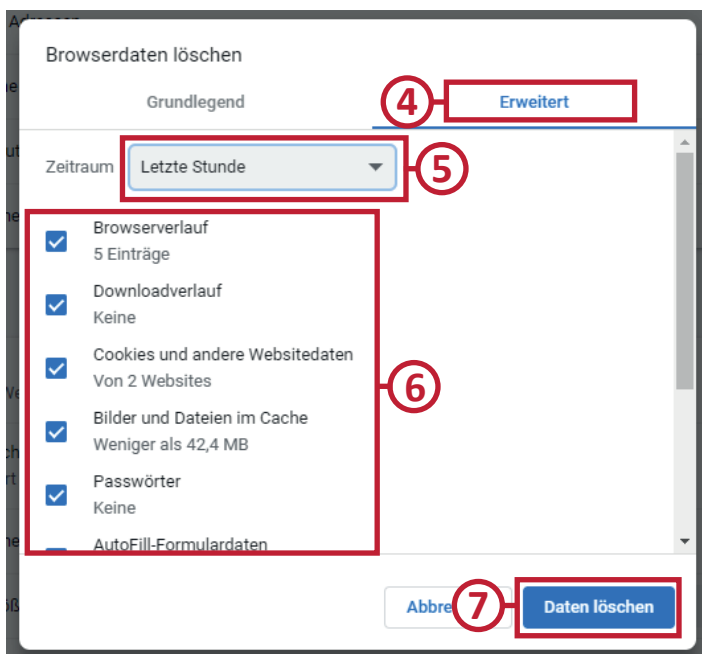 Browserdaten löschen
Grundlegend
4
Erweitert
Zeitraum
Letzte Stunde
5
Browserverlauf
5 Einträge
Downloadverlauf
Keine
Cookies und andere Websitedaten
Von 2 Websites
6
Bilder und Dateien im Cache
Weniger als 42,4 MB
Passwörter
Keine
AutoFill-Formulardaten
Abbre
7
Daten löschen